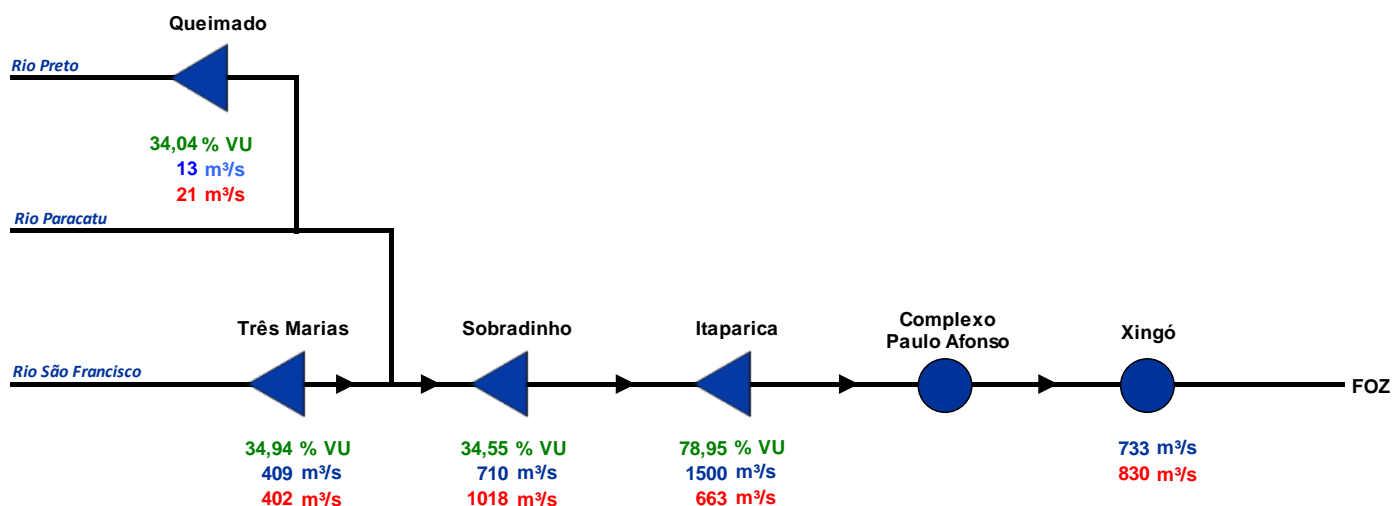 Queimado
Rio Preto
34,04 % VU
13 m³/s
21 m³/s
Rio Paracatu
Três Marias
Sobradinho
Itaparica
Complexo
Paulo Afonso
Xingó
Rio São Francisco
FOZ
34,94 % VU
409 m³/s
402 m³/s
34,55 % VU
710 m³/s
1018 m³/s
78,95 % VU
1500 m³/s
663 m³/s
733 m³/s
830 m³/s